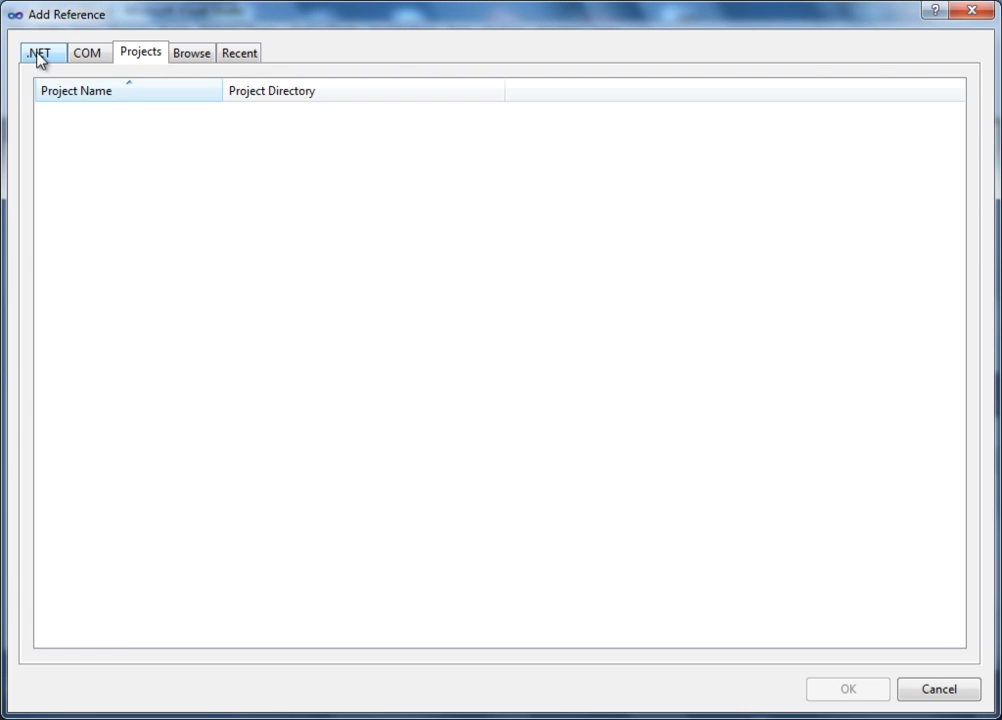 Add Reference
.NET COM Projects Browse Recent
Project Name Project Directory
OK Cancel